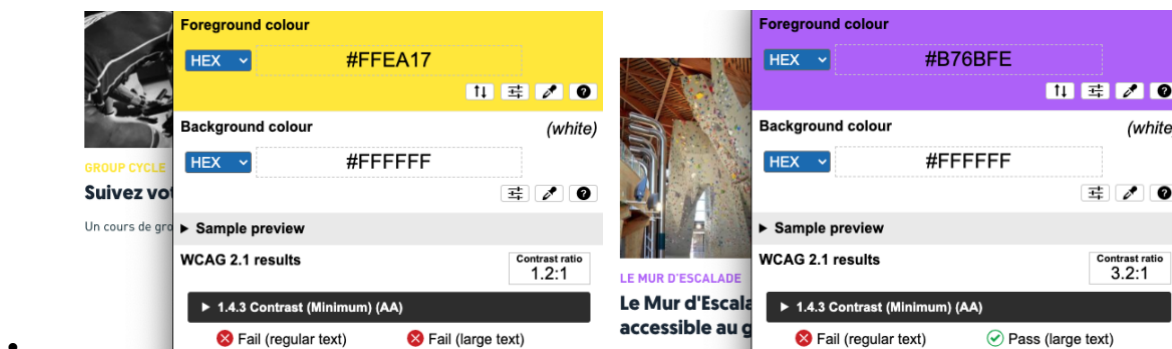 Foreground colour
HEX #FFEA17
Background colour (white)
HEX #FFFFFF
▶ Sample preview
WCAG 2.1 results
Contrast ratio
1.2:1
▶ 1.4.3 Contrast (Minimum) (AA)
Fail (regular text) Fail (large text)
GROUP CYCLE
Suivez vot
Un cours de gro
Foreground colour
HEX #B76BFE
Background colour (white
HEX #FFFFFF
▶ Sample preview
WCAG 2.1 results
Contrast ratio
3.2:1
▶ 1.4.3 Contrast (Minimum) (AA)
Fail (regular text) Pass (large text)
LE MUR D'ESCALADE
Le Mur d'Escala
accessible au g